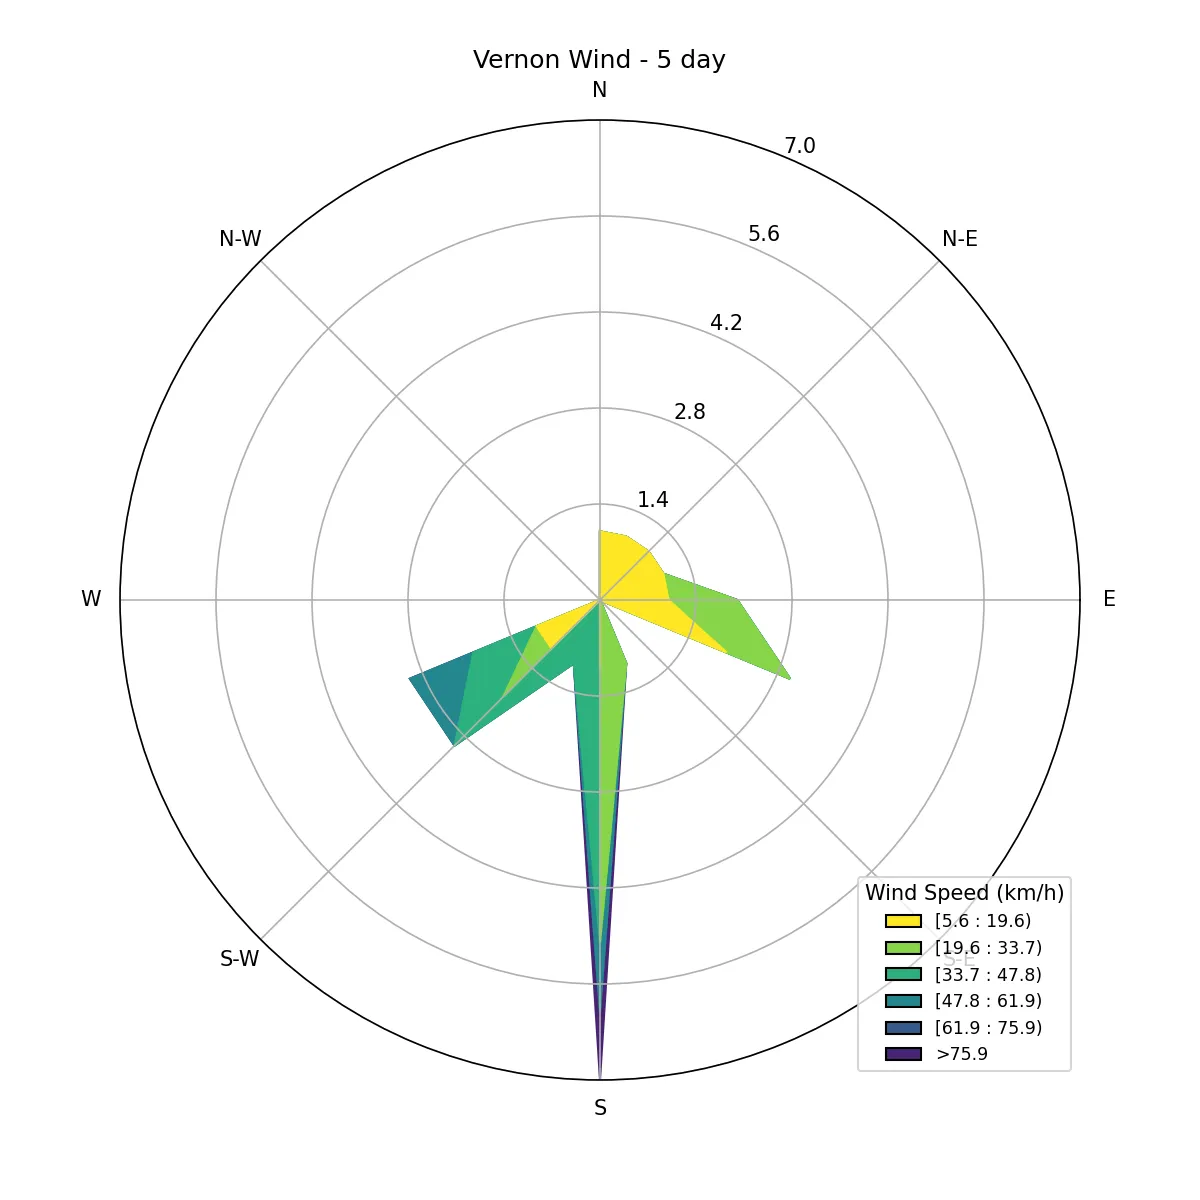 Vernon Wind - 5 day
N
7.0
N-W
5.6
N-E
4.2
2.8
1.4
W
E
Wind Speed (km/h)
[5.6 : 19.6)
[19.6 : 33.7)
S-W
S-E
[33.7 : 47.8)
[47.8 : 61.9)
[61.9 : 75.9)
>75.9
S